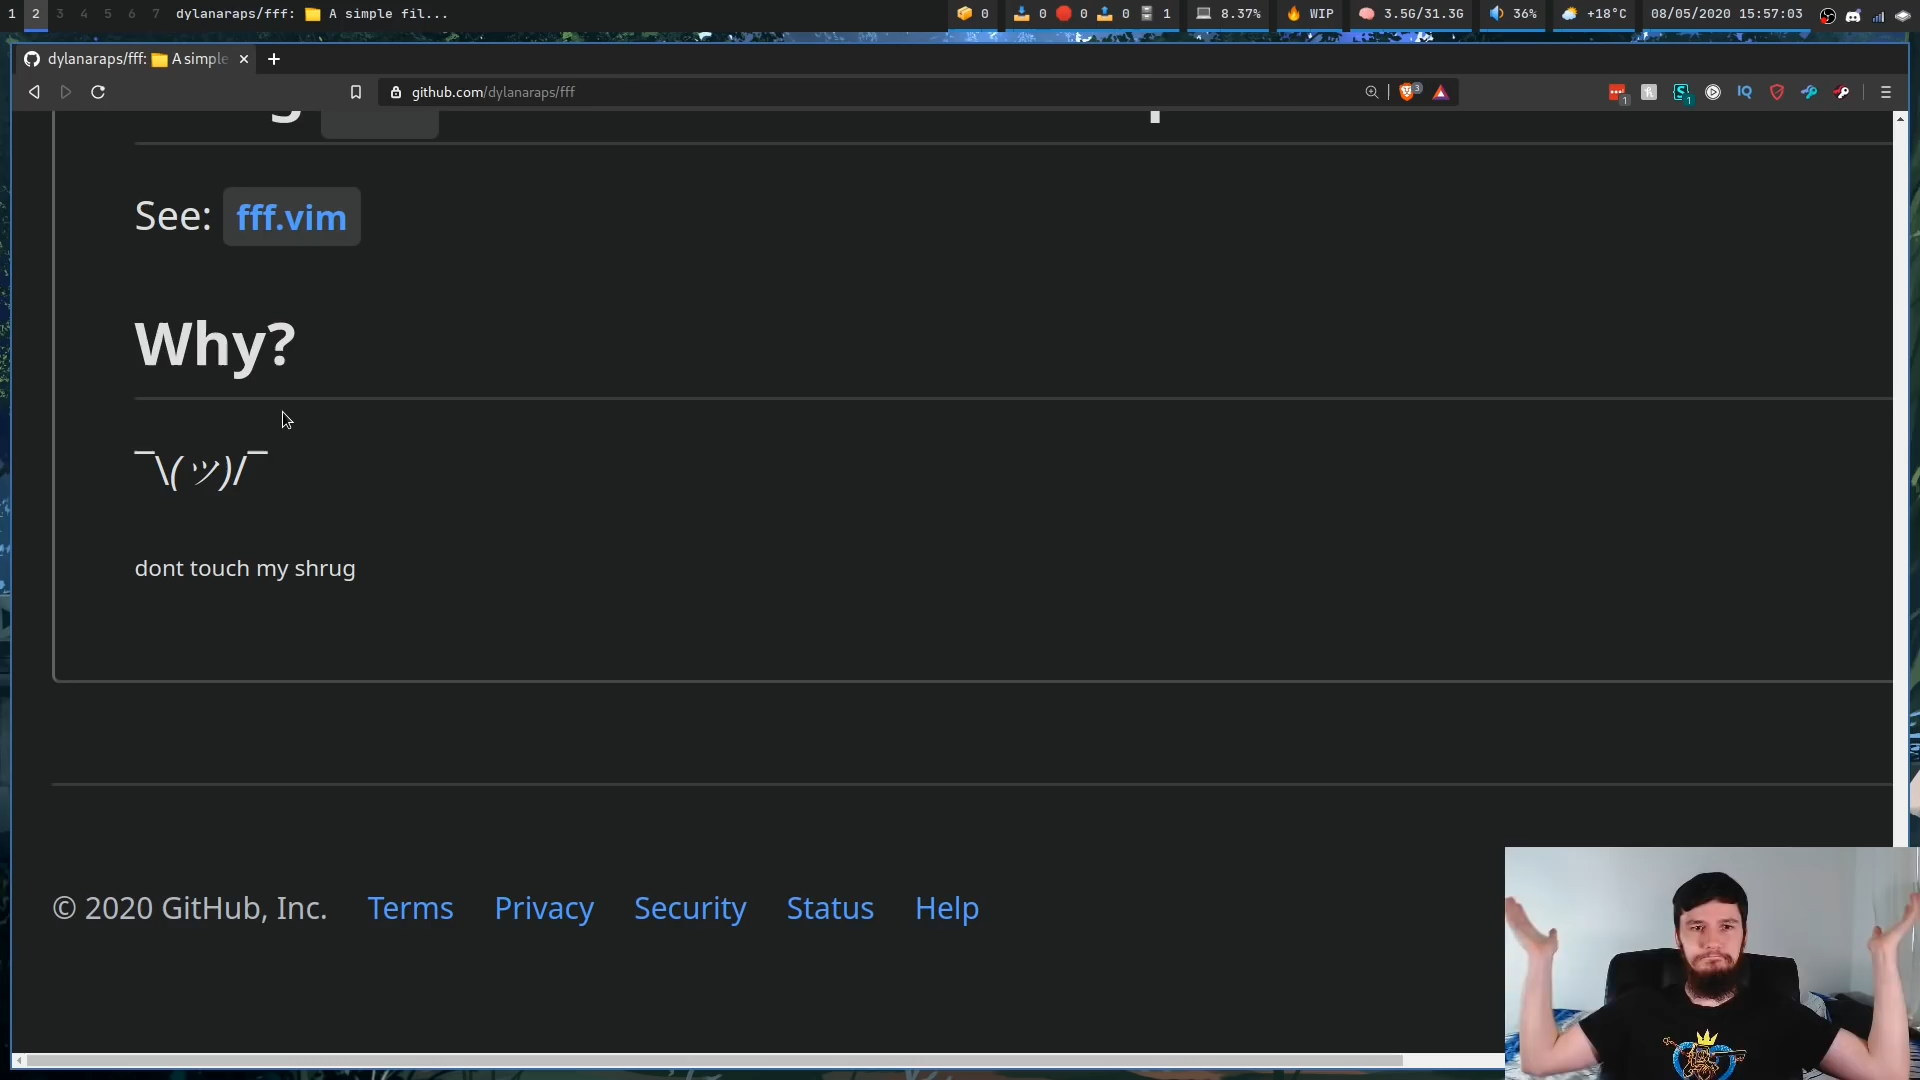 1 2 3 4 5 6 7 dylanaraps/fff: 📁 A simple fil... 0 0 0 0 1 8.37% WIP 3.5G/31.3G 36% +18°C 08/05/2020 15:57:03
dylanaraps/fff: 📁 A simple
github.com/dylanaraps/fff
See: fff.vim
Why?
¯\(ツ)/¯
dont touch my shrug
© 2020 GitHub, Inc. Terms Privacy Security Status Help